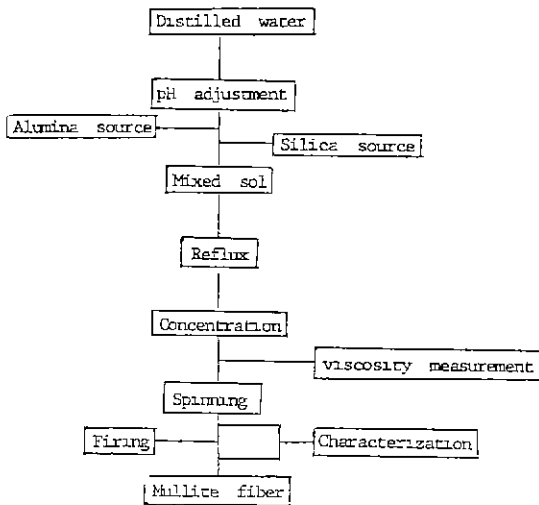 Distilled water
pH adjustment
Alumina source
Silica source
Mixed sol
Reflux
Concentration
viscosity measurement
Spinning
Firing
Characterization
Mullite fiber